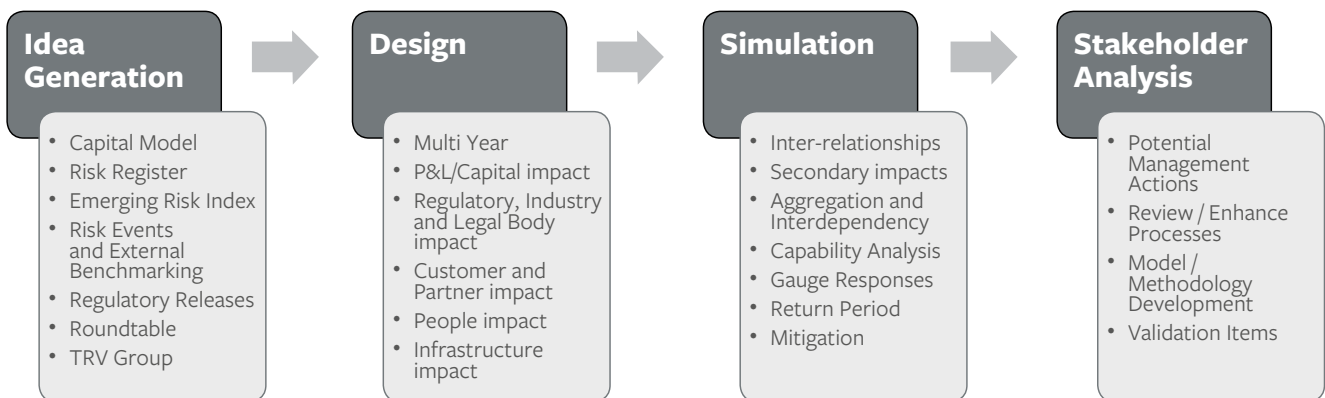 Idea
Generation
• Capital Model
• Risk Register
• Emerging Risk Index
• Risk Events
and External
Benchmarking
• Regulatory Releases
• Roundtable
• TRV Group
Design
• Multi Year
• P&L/Capital impact
• Regulatory, Industry
and Legal Body
impact
• Customer and
Partner impact
• People impact
• Infrastructure
impact
Simulation
• Inter-relationships
• Secondary impacts
• Aggregation and
Interdependency
• Capability Analysis
• Gauge Responses
• Return Period
• Mitigation
Stakeholder
Analysis
• Potential
Management
Actions
• Review / Enhance
Processes
• Model /
Methodology
Development
• Validation Items